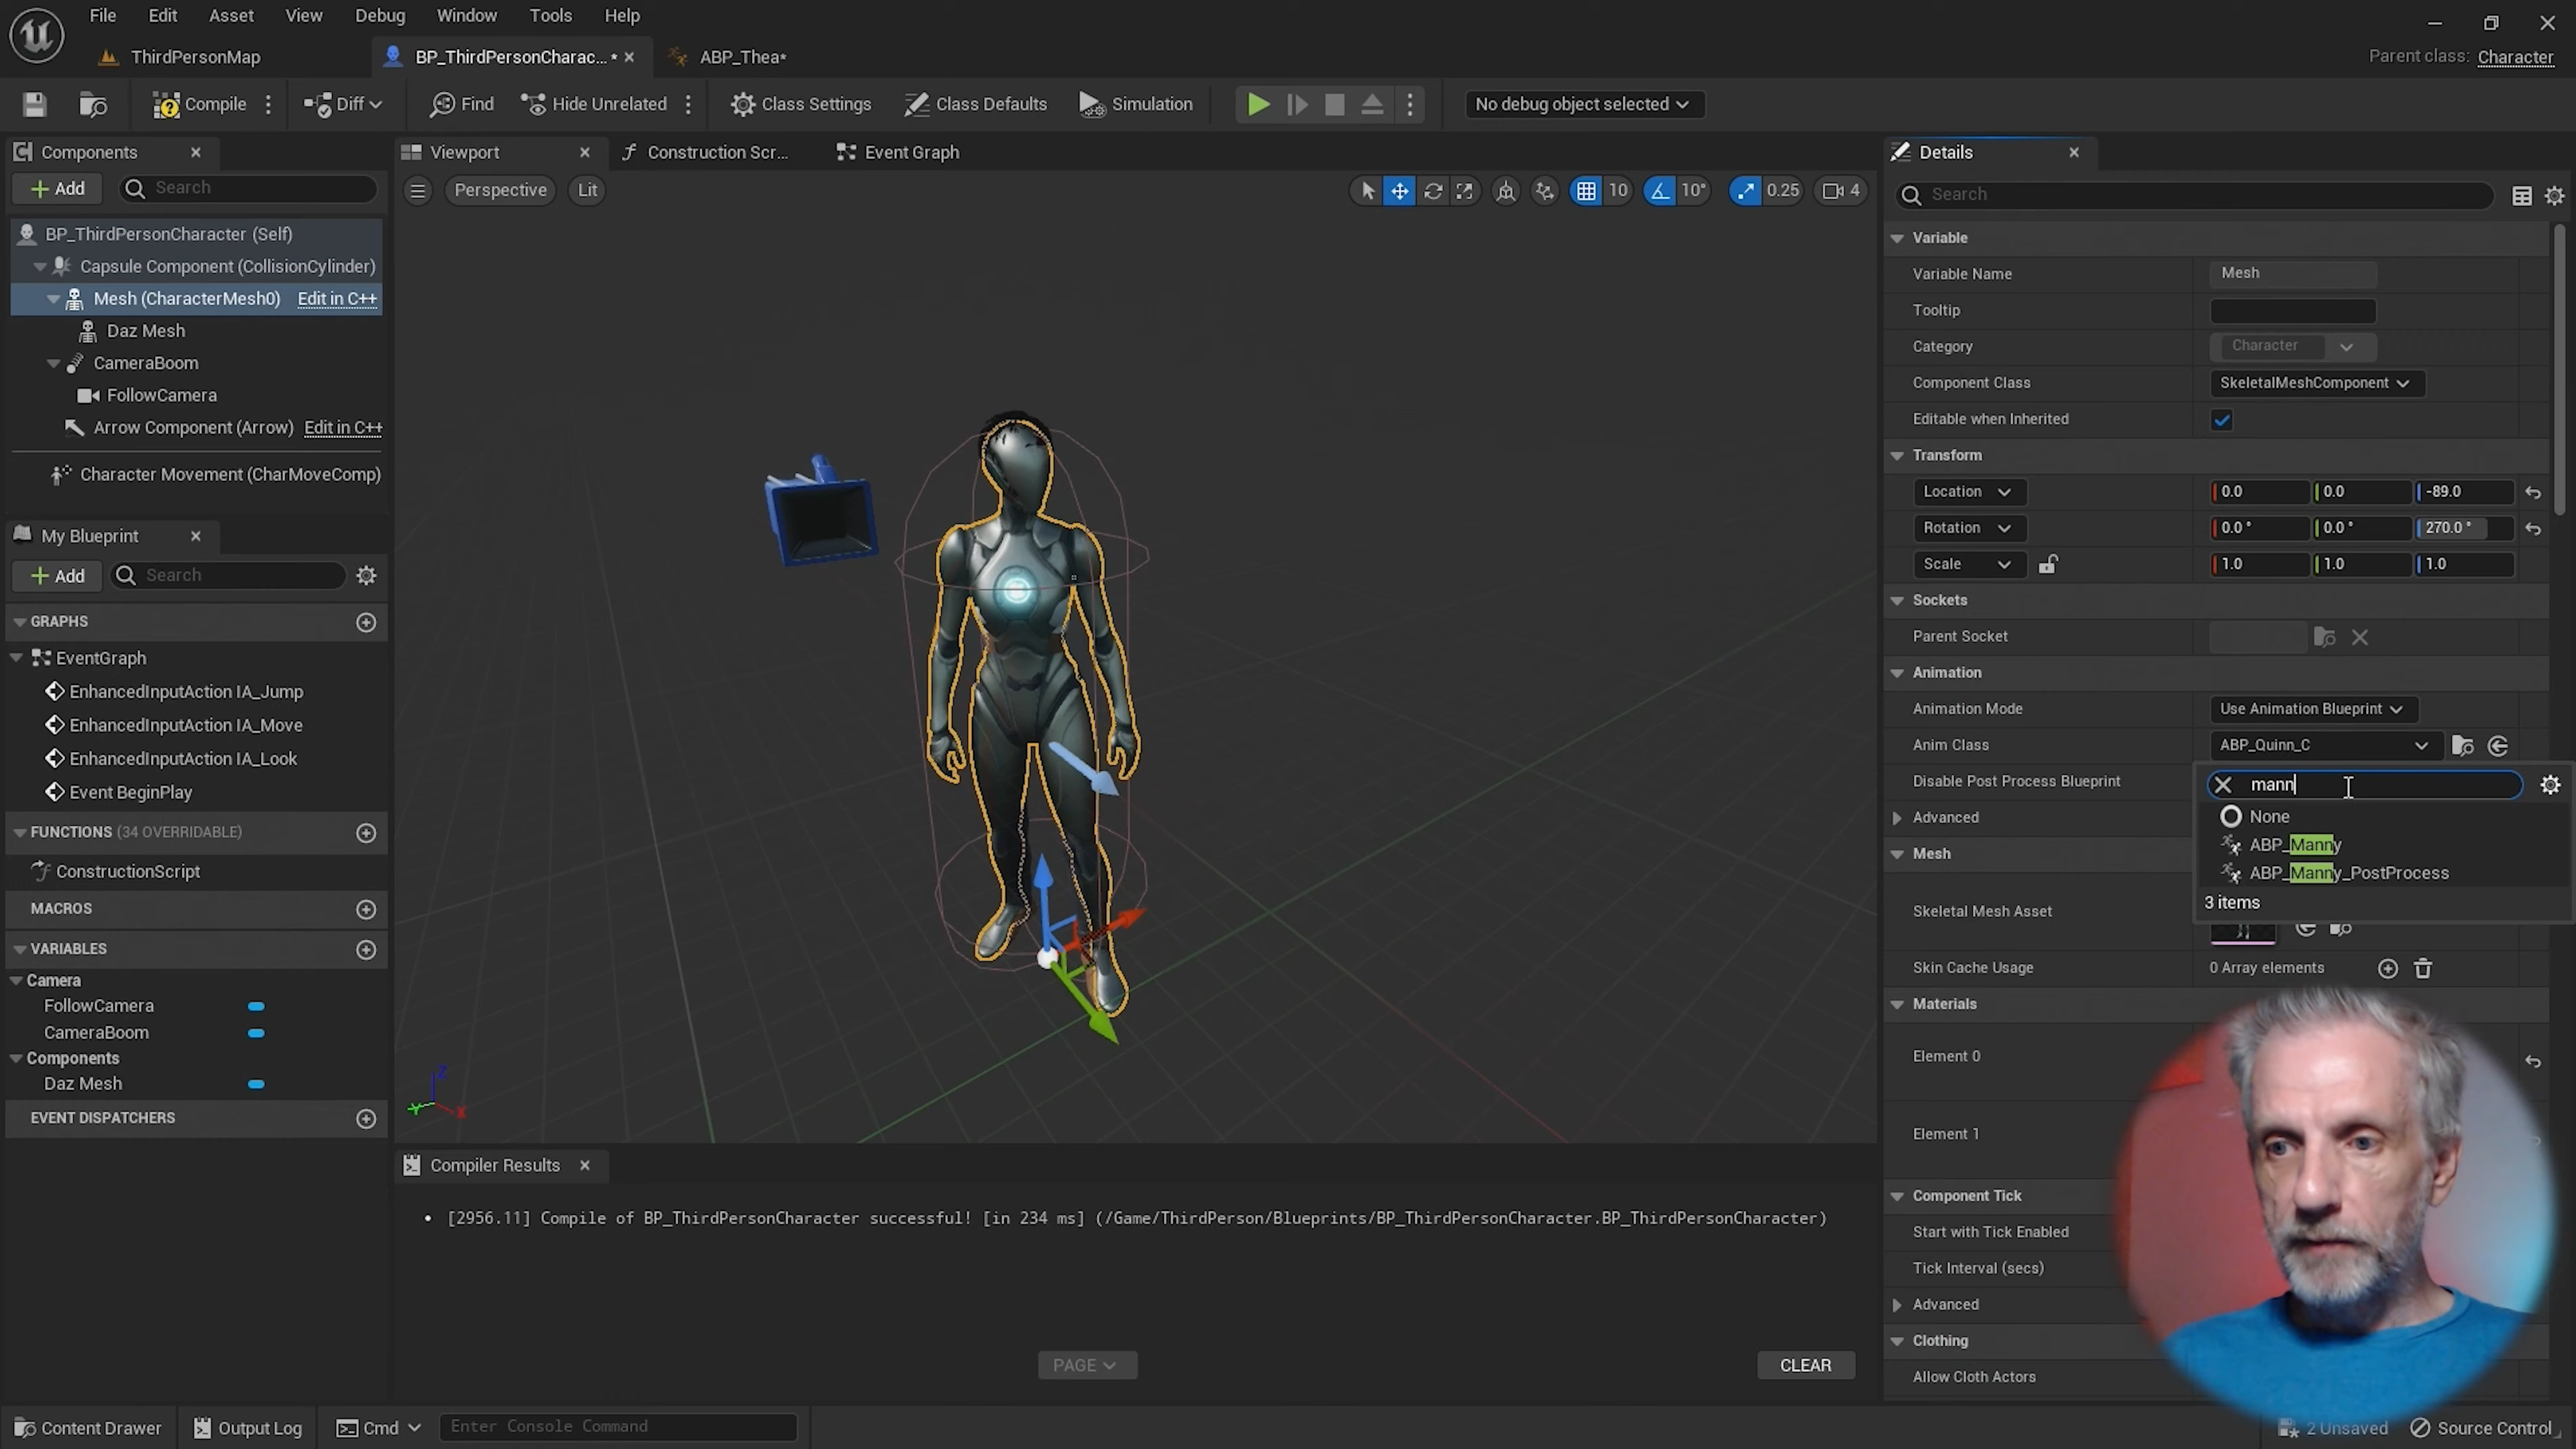 File Edit Asset View Debug Window Tools Help
ThirdPersonMap BP_ThirdPersonCharac...* ABP_Thea* Parent class: Character
Compile Diff Find Hide Unrelated Class Settings Class Defaults Simulation No debug object selected
Components
Add Search
BP_ThirdPersonCharacter (Self)
Capsule Component (CollisionCylinder)
Mesh (CharacterMesh0) Edit in C++
Daz Mesh
CameraBoom
FollowCamera
Arrow Component (Arrow) Edit in C++
Character Movement (CharMoveComp)
My Blueprint
Add Search
GRAPHS
EventGraph
EnhancedInputAction IA_Jump
EnhancedInputAction IA_Move
EnhancedInputAction IA_Look
Event BeginPlay
FUNCTIONS (34 OVERRIDABLE)
ConstructionScript
MACROS
VARIABLES
Camera
FollowCamera
CameraBoom
Components
Daz Mesh
EVENT DISPATCHERS
Viewport Construction Scr... Event Graph
Perspective Lit 10 10° 0.25 4
Z
Y X
Compiler Results
• [2956.11] Compile of BP_ThirdPersonCharacter successful! [in 234 ms] (/Game/ThirdPerson/Blueprints/BP_ThirdPersonCharacter.BP_ThirdPersonCharacter)
PAGE CLEAR
Details
Search
Variable
Variable Name Mesh
Tooltip
Category Character
Component Class SkeletalMeshComponent
Editable when Inherited
Transform
Location 0.0 0.0 -89.0
Rotation 0.0° 0.0° 270.0°
Scale 1.0 1.0 1.0
Sockets
Parent Socket
Animation
Animation Mode Use Animation Blueprint
Anim Class ABP_Quinn_C
Disable Post Process Blueprint mann
None
Advanced
ABP_Manny
Mesh
ABP_Manny_PostProcess
3 items
Skeletal Mesh Asset
Skin Cache Usage 0 Array elements
Materials
Element 0
Element 1
Component Tick
Start with Tick Enabled
Tick Interval (secs)
Advanced
Clothing
Allow Cloth Actors
Content Drawer Output Log Cmd Enter Console Command 2 Unsaved Source Control